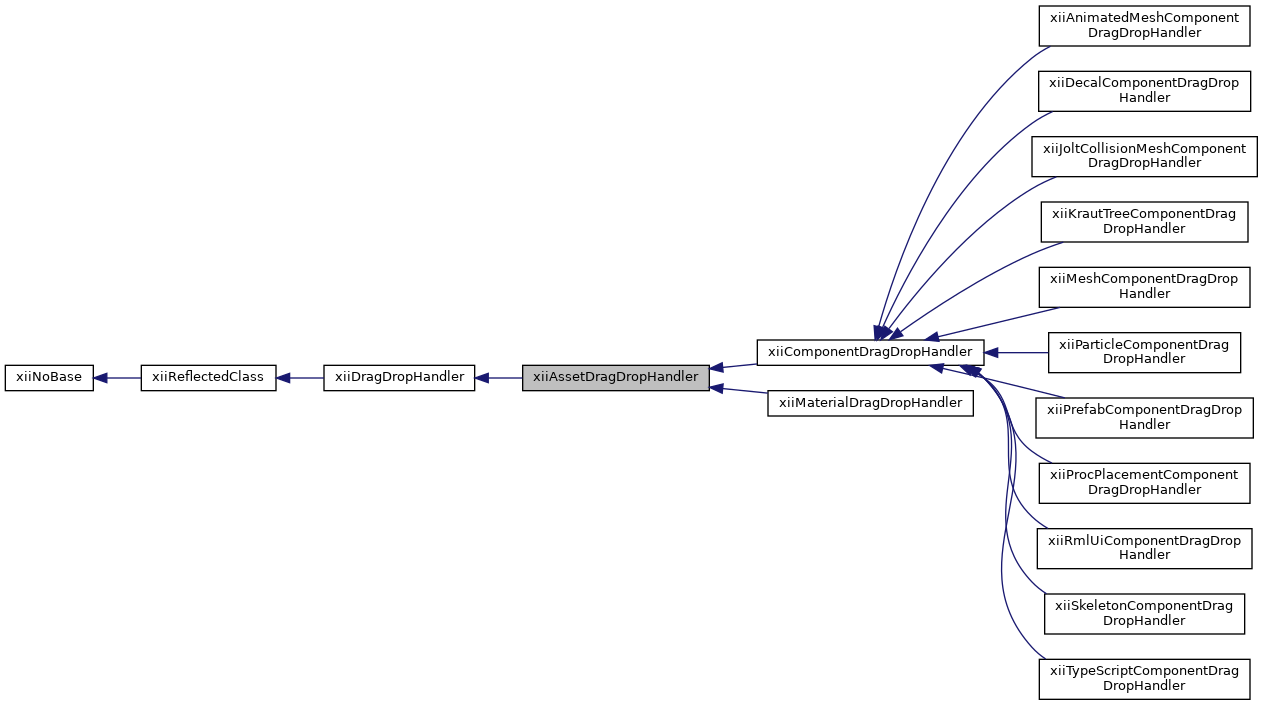 xiiNoBase
xiiReflectedClass
xiiDragDropHandler
xiiAssetDragDropHandler
xiiComponentDragDropHandler
xiiMaterialDragDropHandler
xiiAnimatedMeshComponent
DragDropHandler
xiiDecalComponentDragDrop
Handler
xiiJoltCollisionMeshComponent
DragDropHandler
xiiKrautTreeComponentDrag
DropHandler
xiiMeshComponentDragDrop
Handler
xiiParticleComponentDrag
DropHandler
xiiPrefabComponentDragDrop
Handler
xiiProcPlacementComponent
DragDropHandler
xiiRmlUiComponentDragDrop
Handler
xiiSkeletonComponentDrag
DropHandler
xiiTypeScriptComponentDrag
DropHandler